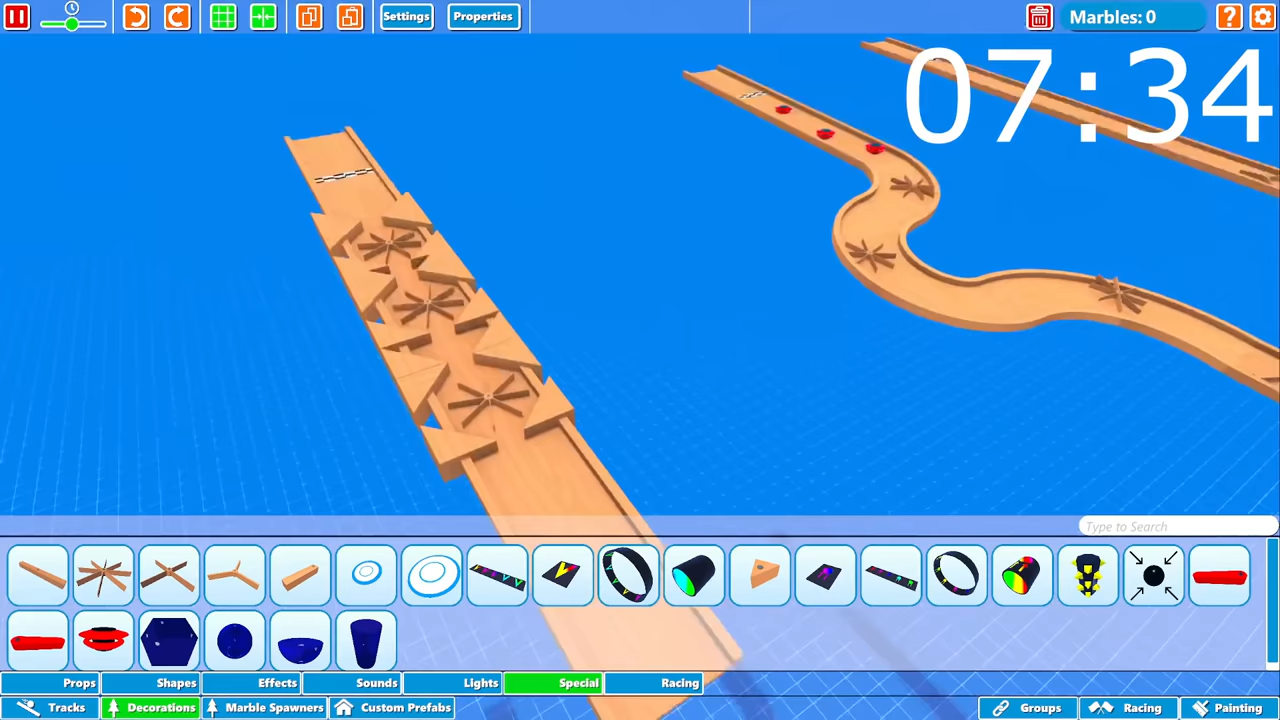 Settings
Properties
Marbles: 0
?
07:34
Type to Search
Props
Shapes
Effects
Sounds
Lights
Special
Racing
Tracks
Decorations
Marble Spawners
Custom Prefabs
Groups
Racing
Painting